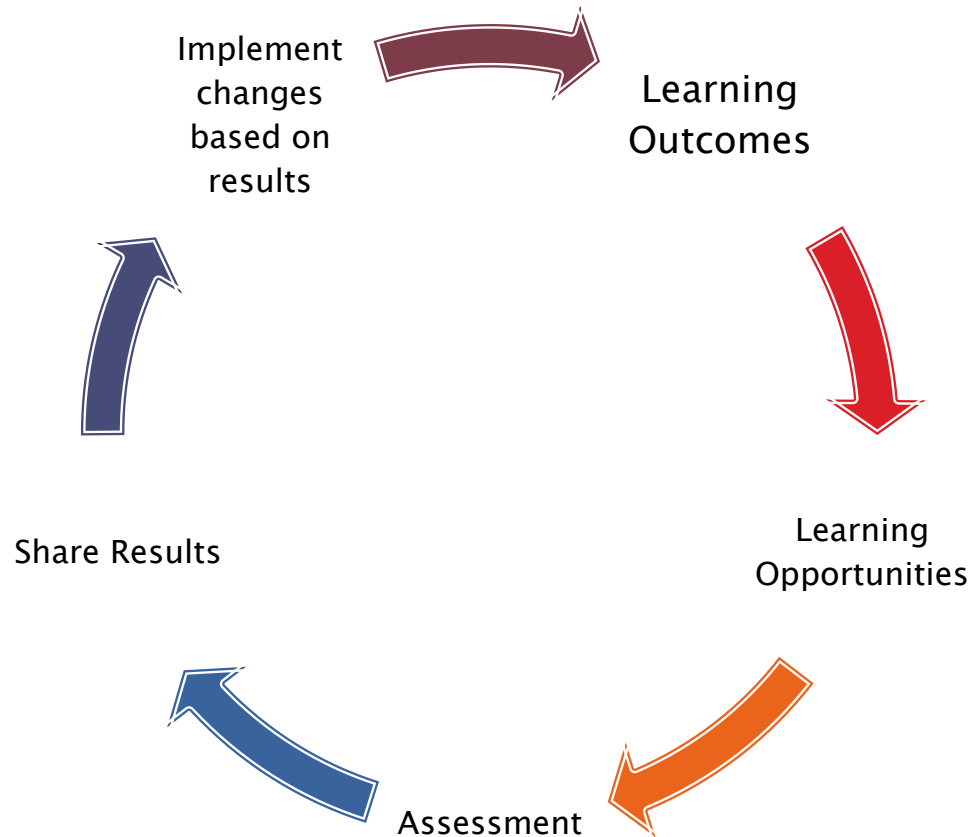 Implement
changes
based on
results
Learning
Outcomes
Learning
Opportunities
Assessment
Share Results